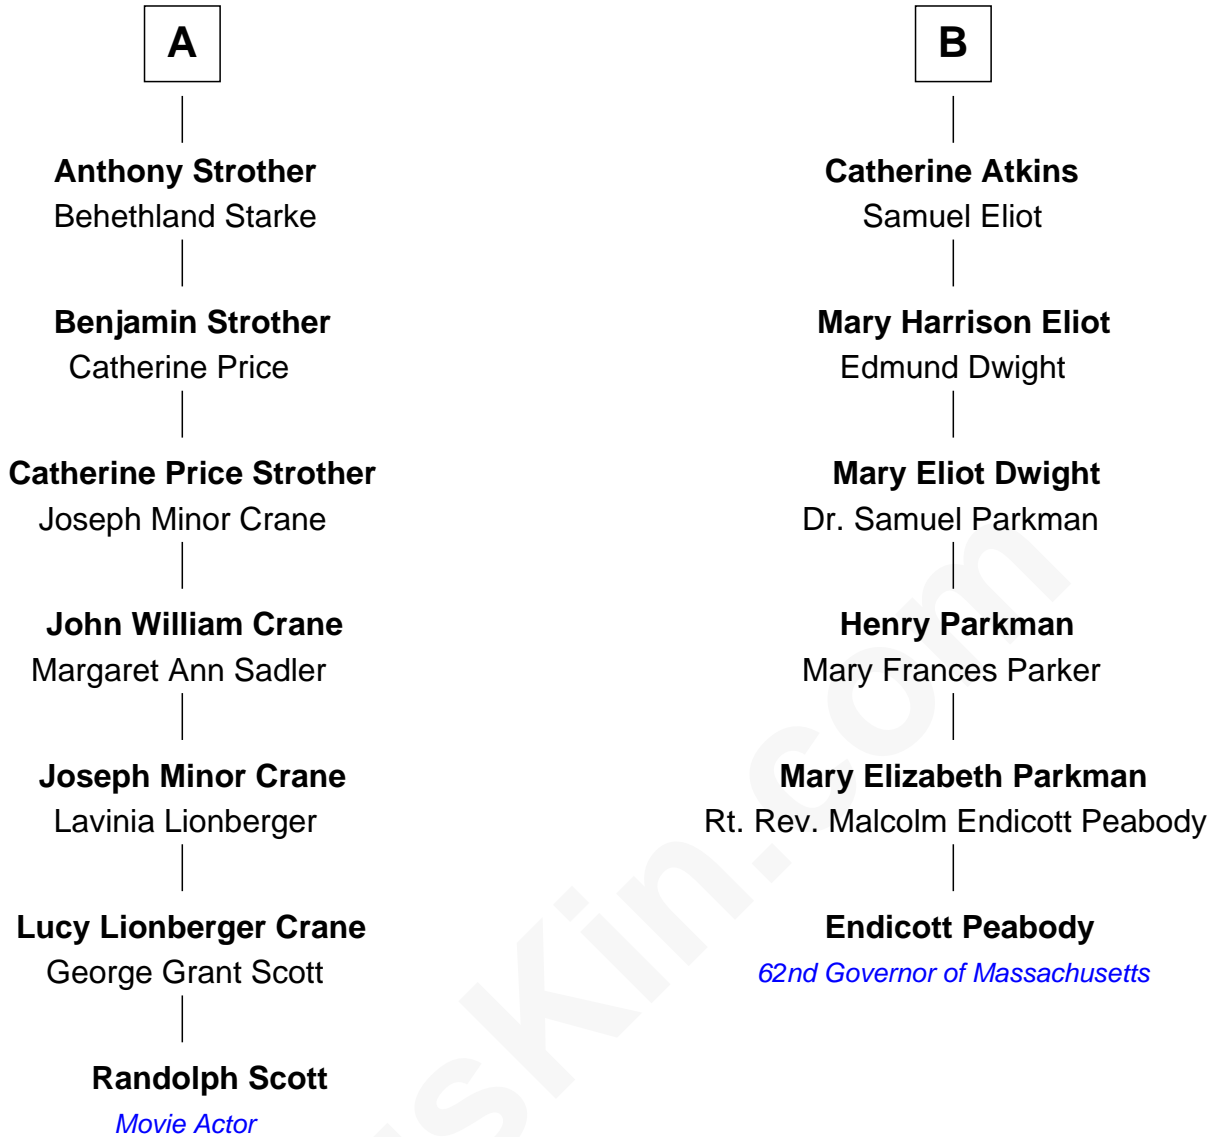 A
Anthony Strother
Behethland Starke
Benjamin Strother
Catherine Price
Catherine Price Strother
Joseph Minor Crane
John William Crane
Margaret Ann Sadler
Joseph Minor Crane
Lavinia Lionberger
Lucy Lionberger Crane
George Grant Scott
Randolph Scott
Movie Actor
B
Catherine Atkins
Samuel Eliot
Mary Harrison Eliot
Edmund Dwight
Mary Eliot Dwight
Dr. Samuel Parkman
Henry Parkman
Mary Frances Parker
Mary Elizabeth Parkman
Rt. Rev. Malcolm Endicott Peabody
Endicott Peabody
62nd Governor of Massachusetts
sKin.com